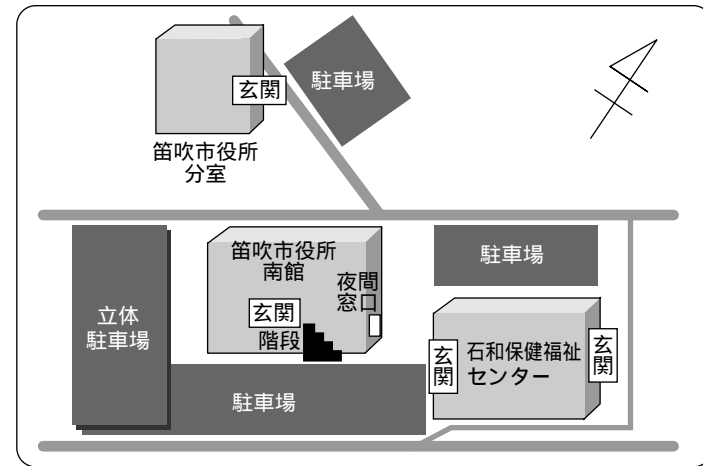 玄関
駐車場
笛吹市役所
分室
笛吹市役所
南館
夜間
窓口
玄関
階段
駐車場
立体
駐車場
玄関
石和保健福祉
センター
玄関
駐車場